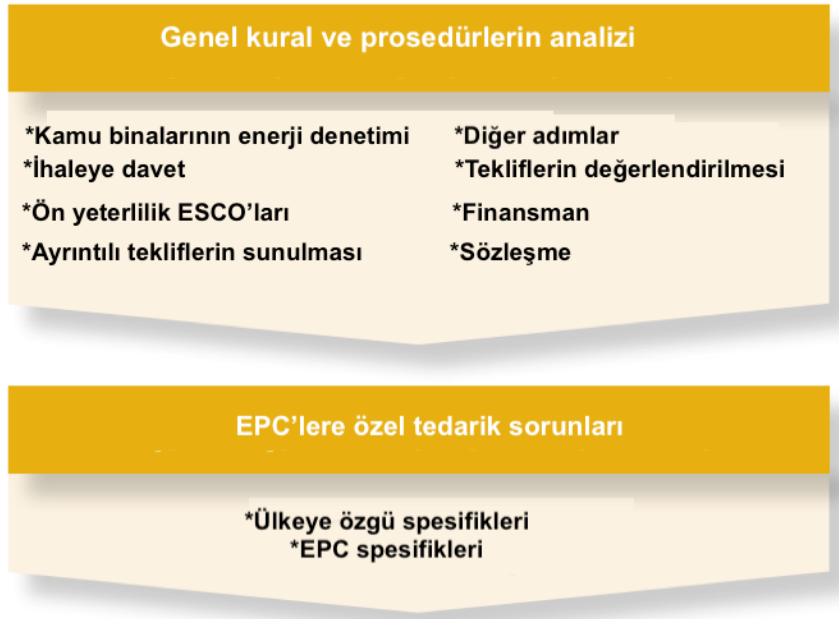 Genel kural ve prosedürlerin analizi
*Kamu binalarının enerji denetimi
*İhaleye davet
*Ön yeterlilik ESCO’ları
*Ayrıntılı tekliflerin sunulması
*Diğer adımlar
*Tekliflerin değerlendirilmesi
*Finansman
*Sözleşme
EPC’lere özel tedarik sorunları
*Ülkeye özgü spesifikleri
*EPC spesifikleri